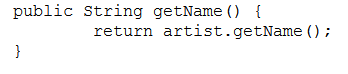 public String getName() {
        return artist.getName();
}